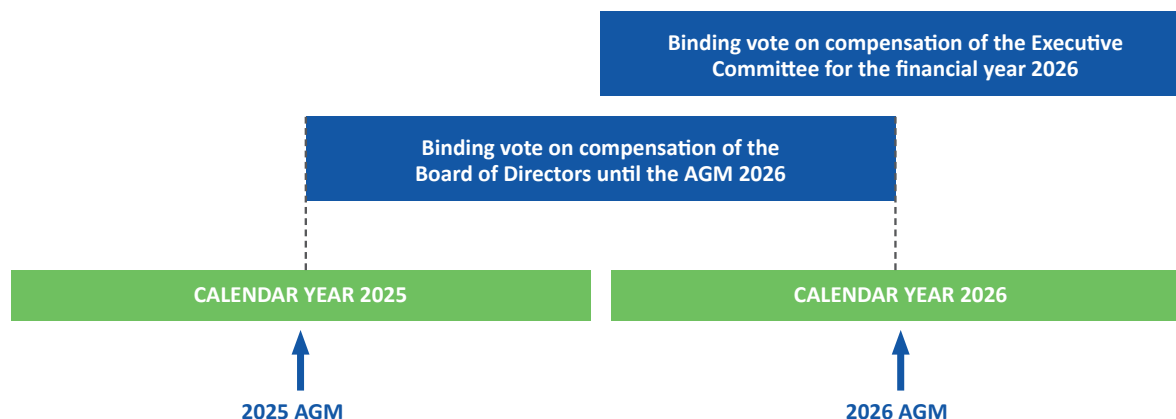 Binding vote on compensation of the Executive
Committee for the financial year 2026
Binding vote on compensation of the
Board of Directors until the AGM 2026
CALENDAR YEAR 2025
CALENDAR YEAR 2026
2025 AGM
2026 AGM